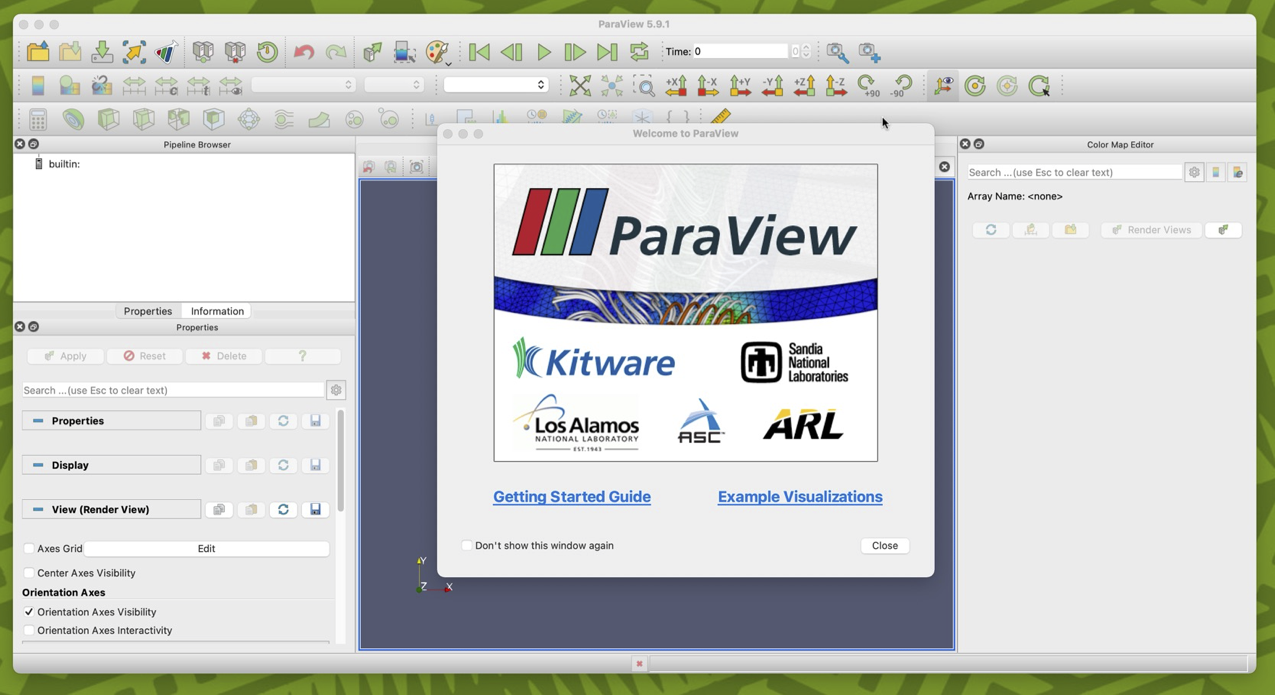 ParaView 5.9.1
Time: 0
0
+X
-X
+Y
-Y
+Z
-Z
+90
-90
Pipeline Browser
builtin:
Properties
Information
Properties
Apply
Reset
Delete
?
Search ...(use Esc to clear text)
Properties
Display
View (Render View)
Axes Grid
Edit
Center Axes Visibility
Orientation Axes
Orientation Axes Visibility
Orientation Axes Interactivity
Welcome to ParaView
ParaView
Kitware
Sandia
National
Laboratories
Los Alamos
NATIONAL LABORATORY
EST. 1943
ASC
ARL
Getting Started Guide
Example Visualizations
Don't show this window again
Close
Y
Z
X
Color Map Editor
Search ...(use Esc to clear text)
Array Name: <none>
Render Views